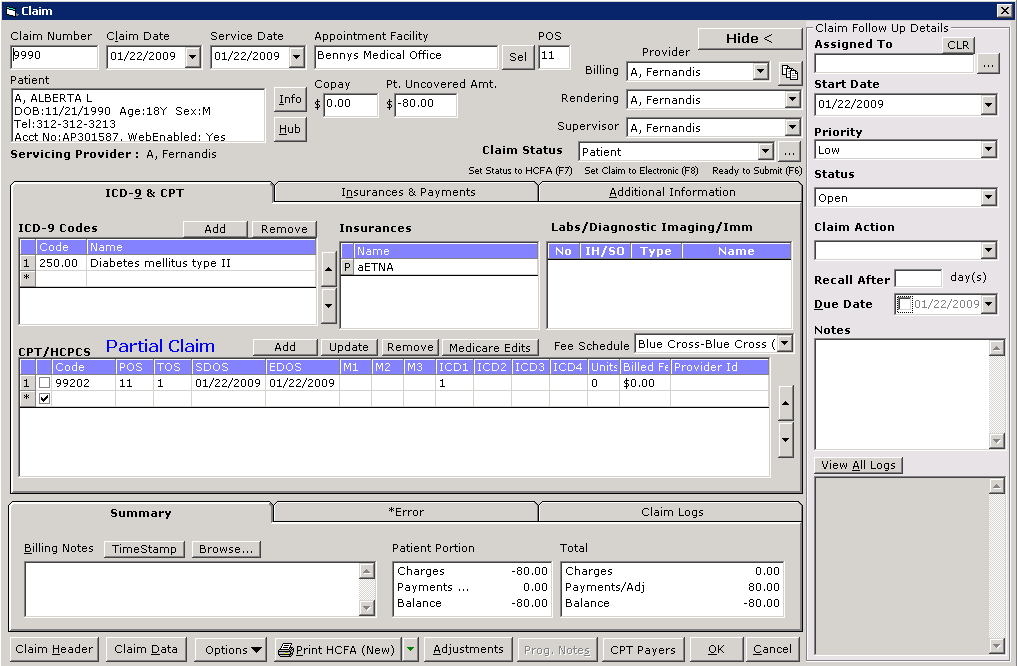 Claim
Claim Number Claim Date Service Date Appointment Facility POS Hide <
9990 01/22/2009 01/22/2009 Bennys Medical Office Sel 11
Provider
Patient Copay Pt. Uncovered Amt. Billing A, Fernandis
A, ALBERTA L
DOB:11/21/1990 Age:18Y Sex:M
Tel:312-312-3213
Acct No:AP301587, WebEnabled: Yes
Info $ 0.00 $ -80.00 Rendering A, Fernandis
Hub Supervisor A, Fernandis
Servicing Provider : A, Fernandis Claim Status Patient ...
Set Status to HCFA (F7) Set Claim to Electronic (F8) Ready to Submit (F6)
ICD-9 & CPT Insurances & Payments Additional Information
ICD-9 Codes Add Remove Insurances Labs/Diagnostic Imaging/Imm
Code Name Name No IH/SO Type Name
1 250.00 Diabetes mellitus type II P aETNA
*
CPT/HCPCS Partial Claim Add Update Remove Medicare Edits Fee Schedule Blue Cross-Blue Cross (
Code POS TOS SDOS EDOS M1 M2 M3 ICD1 ICD2 ICD3 ICD4 Units Billed Fe Provider Id
1 99202 11 1 01/22/2009 01/22/2009 1 0 $0.00
*
Summary *Error Claim Logs
Billing Notes TimeStamp Browse... Patient Portion Total
Charges -80.00 Charges 0.00
Payments ... 0.00 Payments/Adj 80.00
Balance -80.00 Balance -80.00
Claim Header Claim Data Options Print HCFA (New) Adjustments Prog. Notes CPT Payers OK Cancel
Claim Follow Up Details
Assigned To CLR
...
Start Date
01/22/2009
Priority
Low
Status
Open
Claim Action
Recall After day(s)
Due Date 01/22/2009
Notes
View All Logs